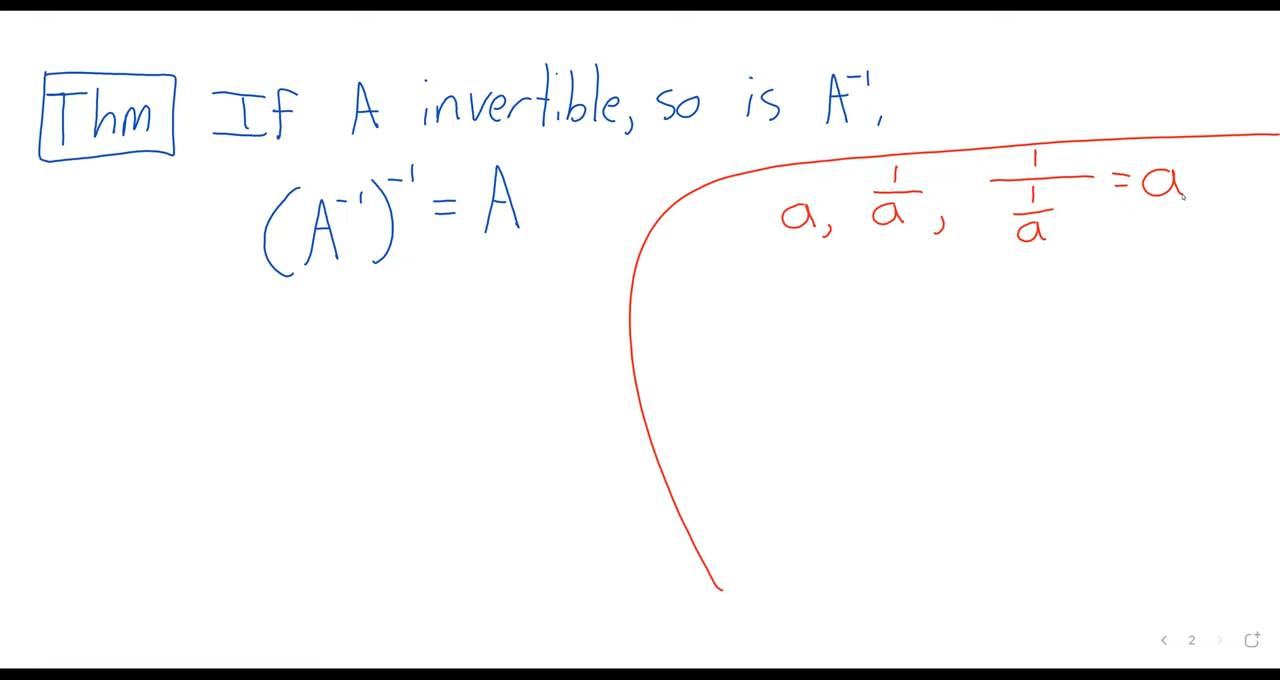 Thm If A invertible, so is A⁻¹,
(A⁻¹)⁻¹ = A
a, 1/a, 1/(1/a) = a
2